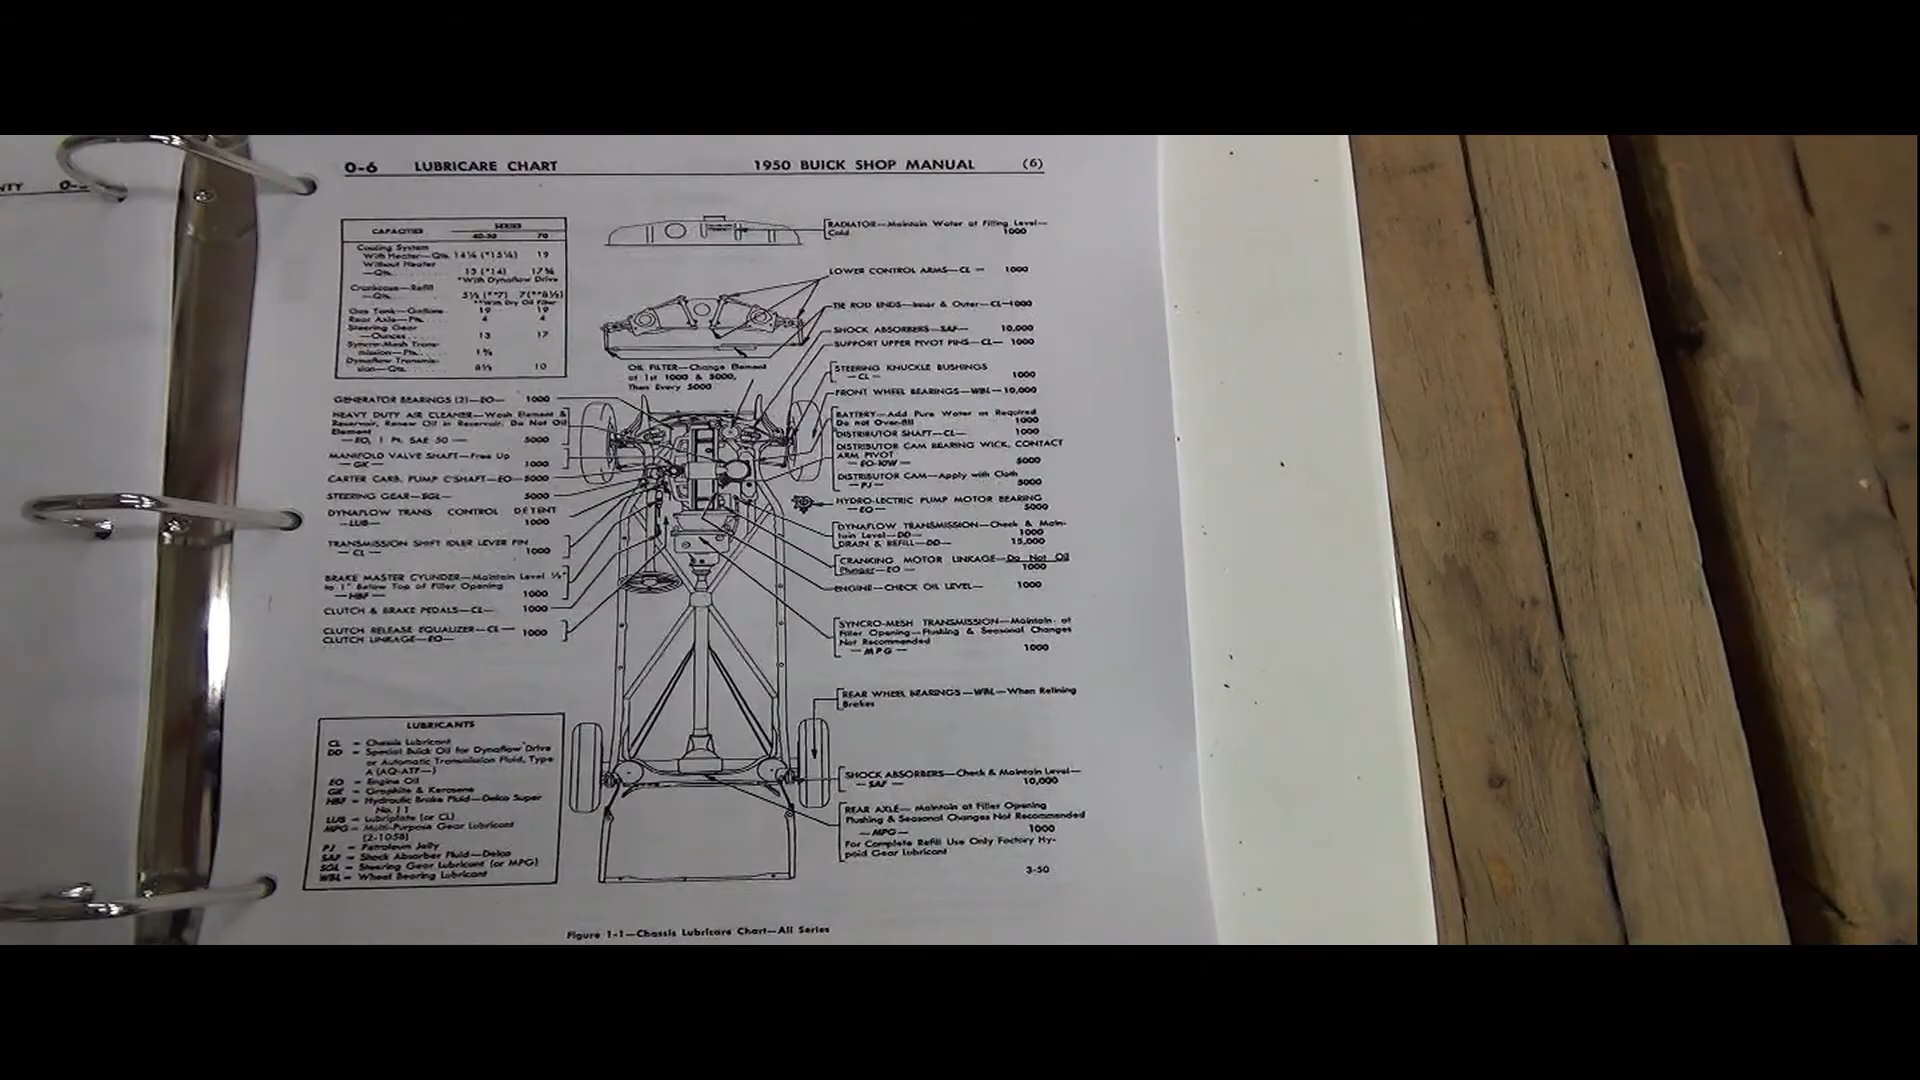 NTY
0-6 LUBRICARE CHART 1950 BUICK SHOP MANUAL (6)
CAPACITIES SERIES
40-50 70
Cooling System
With Heater—Qts. 14¼ (*15¼) 19
Without Heater
—Qts. 13 (*14) 17¾
*With Dynaflow Drive
Crankcase—Refill
—Qts. 5½ (**7) 7(**8½)
**With Dry Oil Filter
Gas Tank—Gallons 19 19
Rear Axle—Pts. 4 4
Steering Gear
—Ounces 13 17
Syncro-Mesh Trans-
mission—Pts.
Dynaflow Transmis-
sion—Qts. 8½ 10
RADIATOR—Maintain Water at Filling Level—
Cold 1000
LOWER CONTROL ARMS—CL — 1000
TIE ROD ENDS—Inner & Outer—CL—1000
SHOCK ABSORBERS—SAF— 10,000
SUPPORT UPPER PIVOT PINS—CL— 1000
OIL FILTER—Change Element
at 1st 1000 & 5000,
Then Every 5000
STEERING KNUCKLE BUSHINGS
—CL— 1000
FRONT WHEEL BEARINGS—WBL—10,000
BATTERY—Add Pure Water as Required
Do not Over-fill 1000
DISTRIBUTOR SHAFT—CL— 1000
DISTRIBUTOR CAM BEARING WICK, CONTACT
ARM PIVOT
—EO-10W— 5000
DISTRIBUTOR CAM—Apply with Cloth
—PJ— 5000
HYDRO-LECTRIC PUMP MOTOR BEARING
—EO— 5000
DYNAFLOW TRANSMISSION—Check & Main-
tain Level—DD— 1000
DRAIN & REFILL—DD— 15,000
CRANKING MOTOR LINKAGE—Do Not Oil
Plunger—EO — 1000
ENGINE—CHECK OIL LEVEL— 1000
SYNCRO-MESH TRANSMISSION—Maintain at
Filler Opening—Flushing & Seasonal Changes
Not Recommended
—MPG— 1000
REAR WHEEL BEARINGS—WBL—When Relining
Brakes
SHOCK ABSORBERS—Check & Maintain Level—
—SAF— 10,000
REAR AXLE— Maintain at Filler Opening
Flushing & Seasonal Changes Not Recommended
—MPG— 1000
For Complete Refill Use Only Factory Hy-
poid Gear Lubricant
3-50
GENERATOR BEARINGS (2)—EO— 1000
HEAVY DUTY AIR CLEANER—Wash Element &
Reservoir, Renew Oil in Reservoir. Do Not Oil
Element
—EO, 1 Pt. SAE 50 — 5000
MANIFOLD VALVE SHAFT—Free Up
—GK— 1000
CARTER CARB. PUMP C'SHAFT—EO—5000
STEERING GEAR—SGL— 5000
DYNAFLOW TRANS CONTROL DETENT
—LUB— 1000
TRANSMISSION SHIFT IDLER LEVER PIN
— CL — 1000
BRAKE MASTER CYLINDER—Maintain Level ½"
to 1" Below Top of Filler Opening
—HBF— 1000
CLUTCH & BRAKE PEDALS—CL— 1000
CLUTCH RELEASE EQUALIZER—CL— 1000
CLUTCH LINKAGE—EO—
LUBRICANTS
CL = Chassis Lubricant
DD = Special Buick Oil for Dynaflow Drive
or Automatic Transmission Fluid, Type
A (AQ-ATF—)
EO = Engine Oil
GK = Graphite & Kerosene
HBF = Hydraulic Brake Fluid—Delco Super
No. 11
LUB = Lubriplate (or CL)
MPG = Multi-Purpose Gear Lubricant
(2-105B)
PJ = Petroleum Jelly
SAF = Shock Absorber Fluid—Delco
SGL = Steering Gear Lubricant (or MPG)
WBL = Wheel Bearing Lubricant
Figure 1-1—Chassis Lubricare Chart—All Series